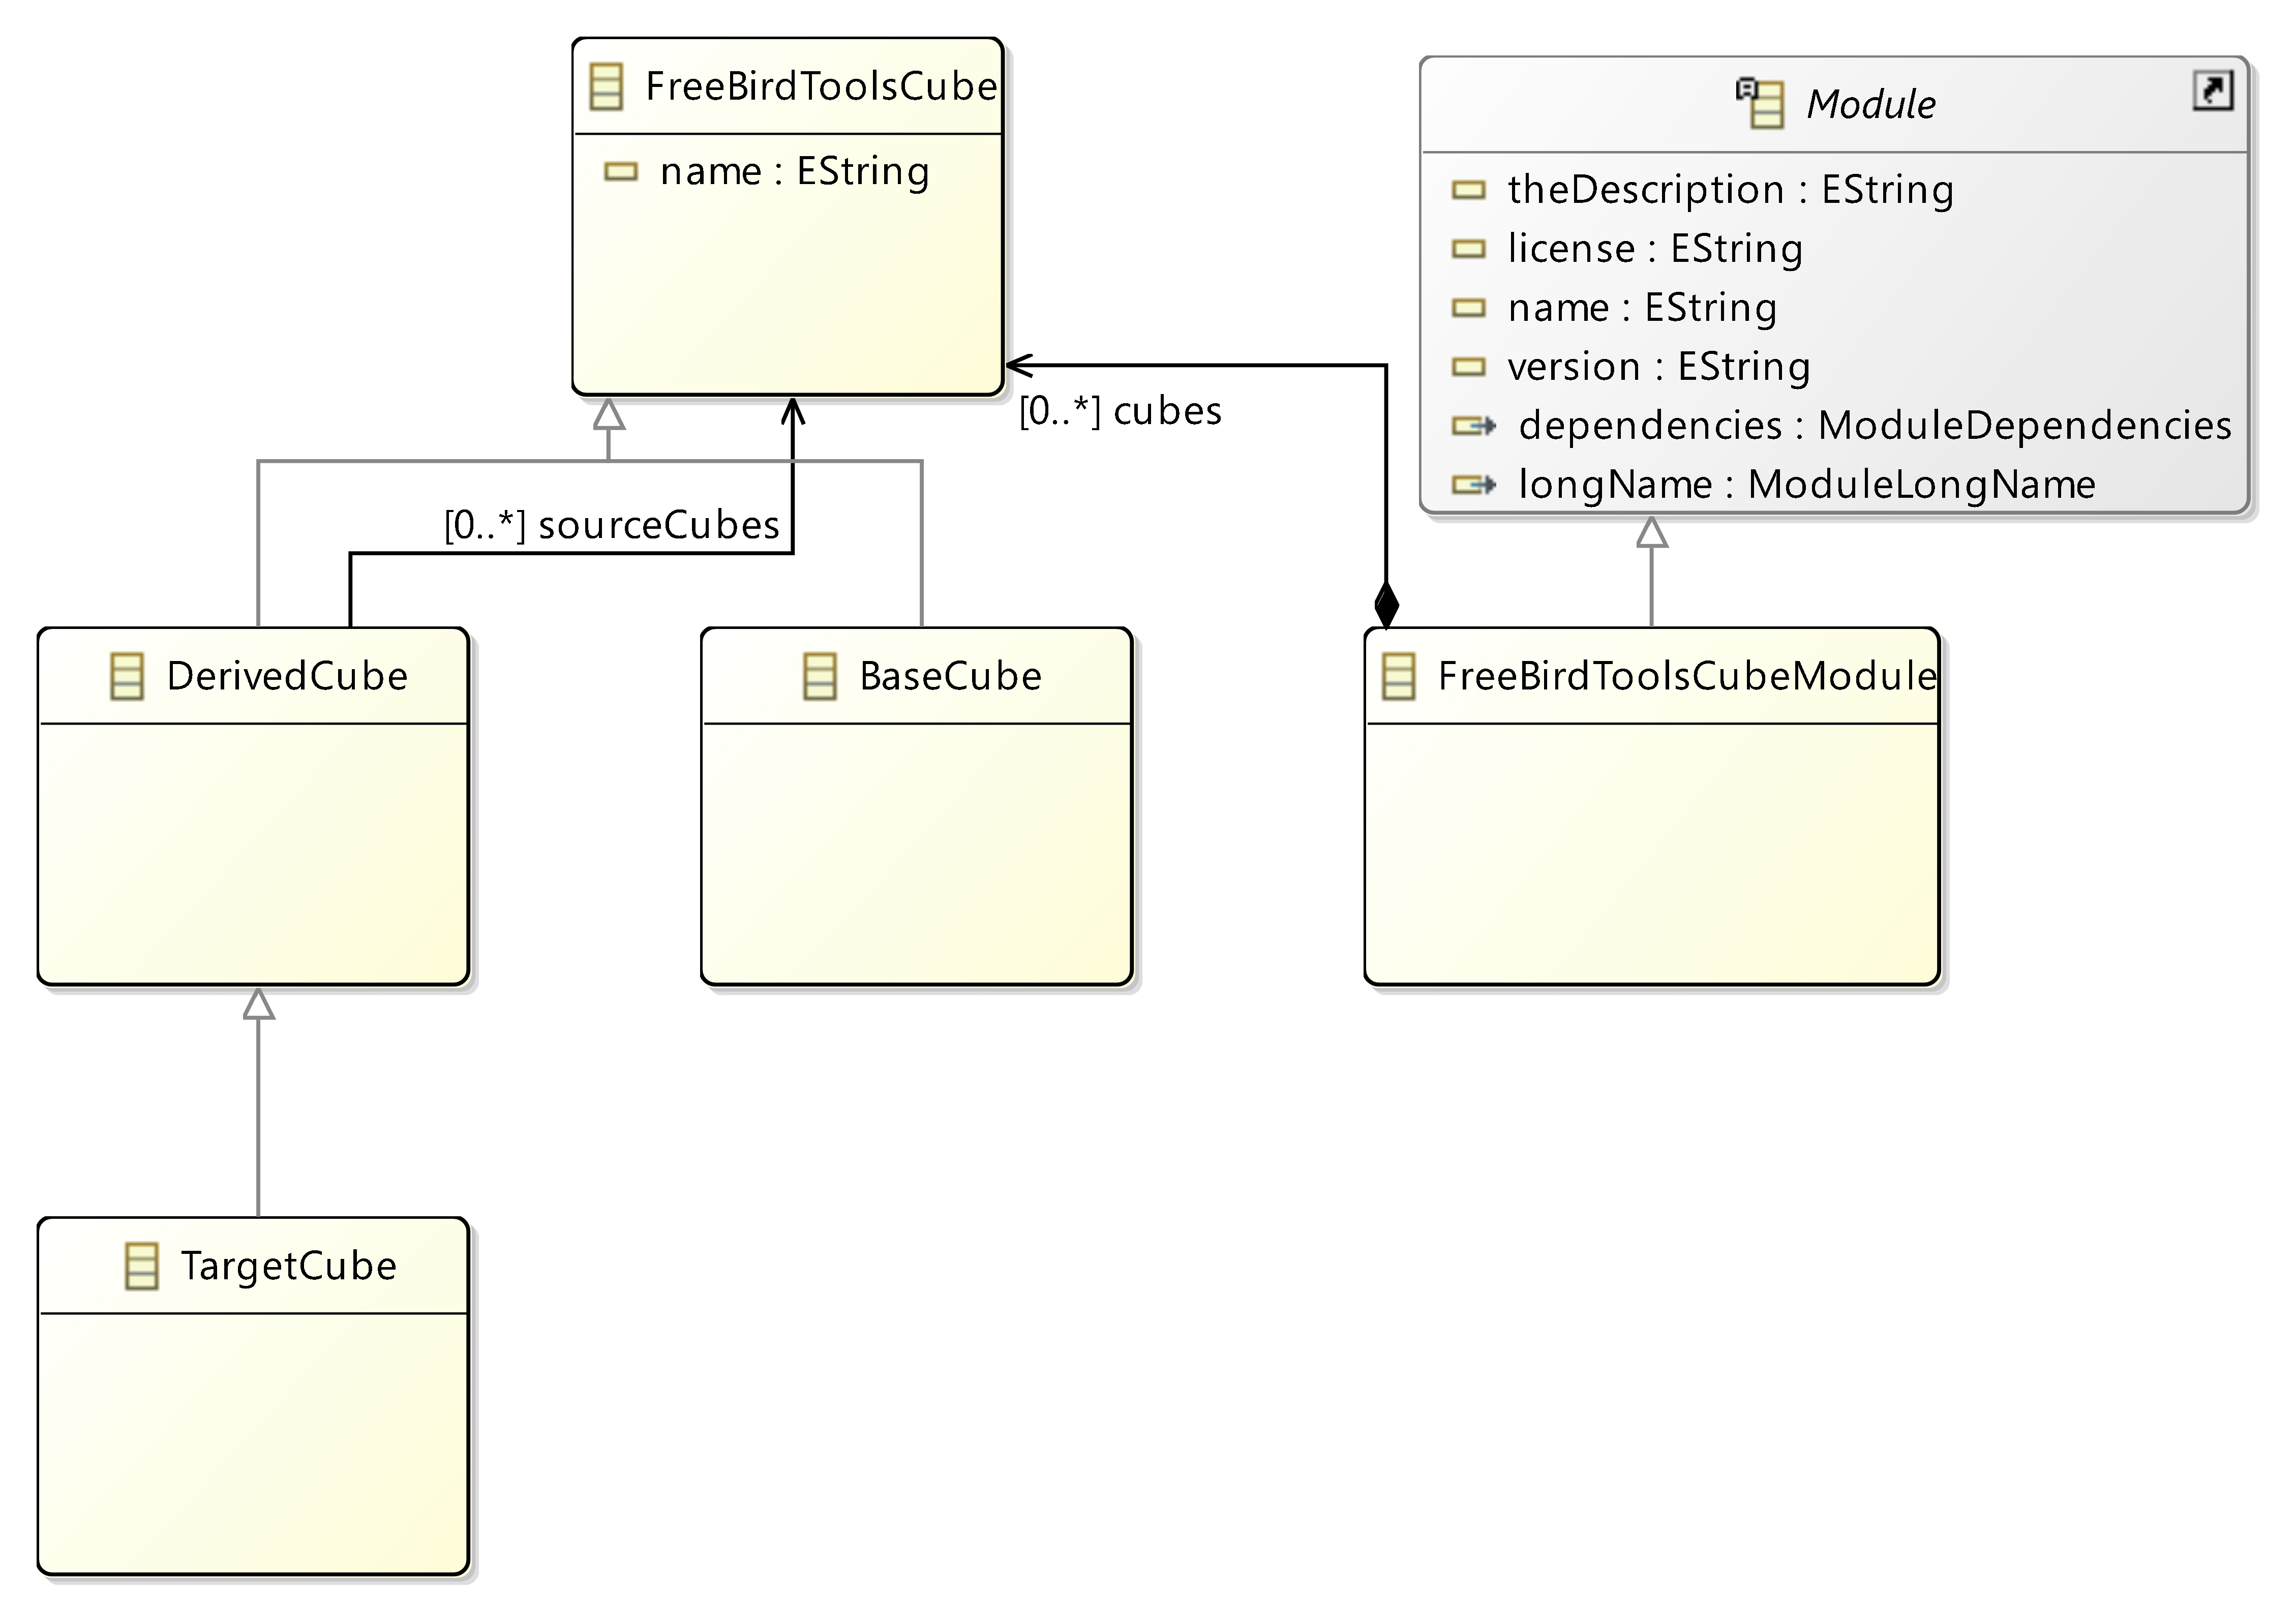 FreeBirdToolsCube
name : EString
Module
theDescription : EString
license : EString
name : EString
version : EString
dependencies : ModuleDependencies
longName : ModuleLongName
[0..*] cubes
[0..*] sourceCubes
DerivedCube
BaseCube
FreeBirdToolsCubeModule
TargetCube